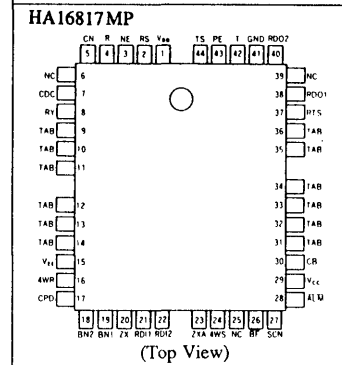 HA16817MP
CN R NE RS
5 4 3 2 1 44 43 42 41 40
TS PE T GND RDO2
NC 6
CDC 7
RY 8
TAB 9
TAB 10
TAB 11
TAB 12
TAB 13
TAB 14
Vcc 15
4WR 16
CPD 17
39 NC
38 RDO1
37 RTS
36 TAB
35 TAB
34 TAB
33 TAB
32 TAB
31 TAB
30 CB
29 Vcc
28 ALM
18 19 20 21 22 23 24 25 26 27
BN2 BN1 ZX RDI1 RDI2 ZXA 4WS NC BF SCN
(Top View)